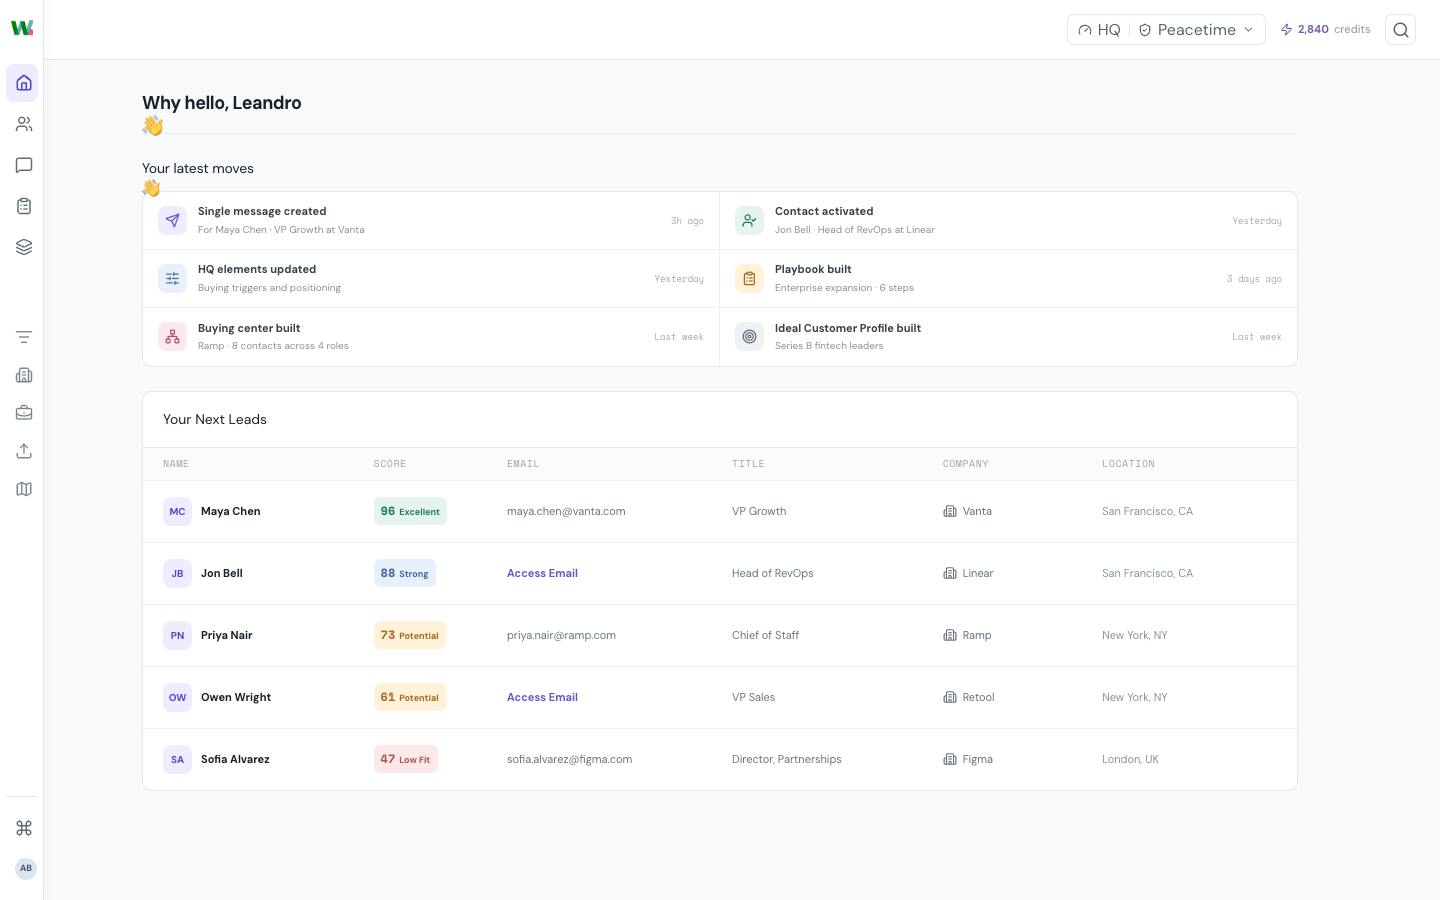 W
HQ Peacetime 2,840 credits
Why hello, Leandro
👋
Your latest moves
👋
Single message created
For Maya Chen · VP Growth at Vanta
3h ago
Contact activated
Jon Bell · Head of RevOps at Linear
Yesterday
HQ elements updated
Buying triggers and positioning
Yesterday
Playbook built
Enterprise expansion · 6 steps
3 days ago
Buying center built
Ramp · 8 contacts across 4 roles
Last week
Ideal Customer Profile built
Series B fintech leaders
Last week
Your Next Leads
NAME SCORE EMAIL TITLE COMPANY LOCATION
MC Maya Chen 96 Excellent maya.chen@vanta.com VP Growth Vanta San Francisco, CA
JB Jon Bell 88 Strong Access Email Head of RevOps Linear San Francisco, CA
PN Priya Nair 73 Potential priya.nair@ramp.com Chief of Staff Ramp New York, NY
OW Owen Wright 61 Potential Access Email VP Sales Retool New York, NY
SA Sofia Alvarez 47 Low Fit sofia.alvarez@figma.com Director, Partnerships Figma London, UK
AB